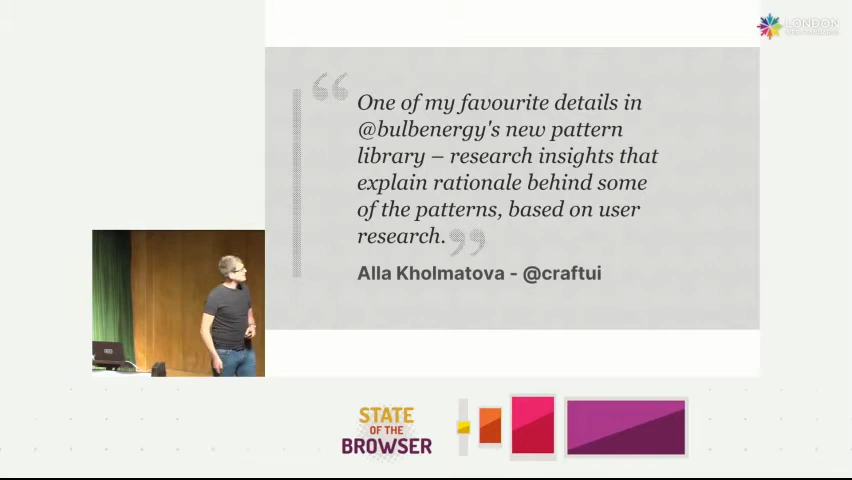 LONDON
“
One of my favourite details in
@bulbenergy's new pattern
library – research insights that
explain rationale behind some
of the patterns, based on user
research.”
Alla Kholmatova - @craftui
STATE
OF THE
BROWSER